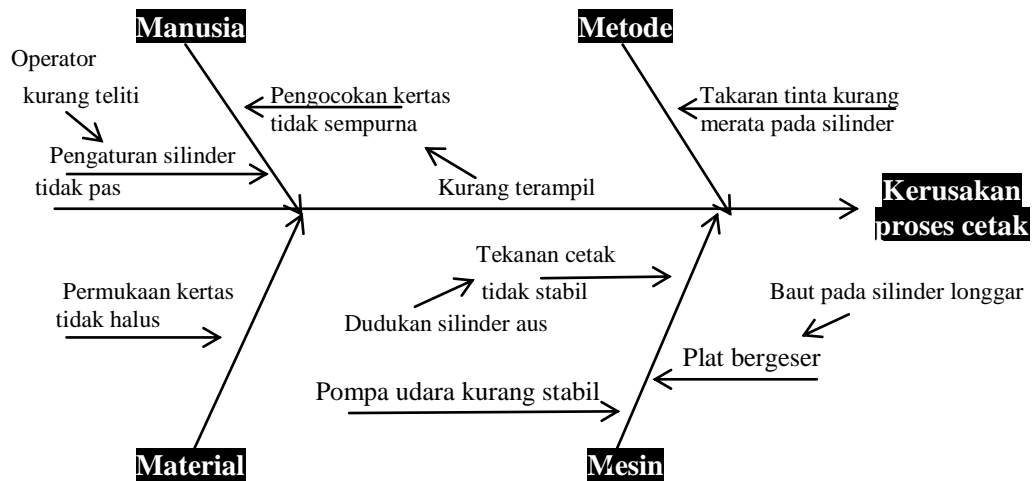 Manusia
Metode
Operator
kurang teliti
Pengocokan kertas
tidak sempurna
Takaran tinta kurang
merata pada silinder
Pengaturan silinder
tidak pas
Kurang terampil
Kerusakan
proses cetak
Tekanan cetak
tidak stabil
Permukaan kertas
tidak halus
Baut pada silinder longgar
Dudukan silinder aus
Plat bergeser
Pompa udara kurang stabil
Material
Mesin